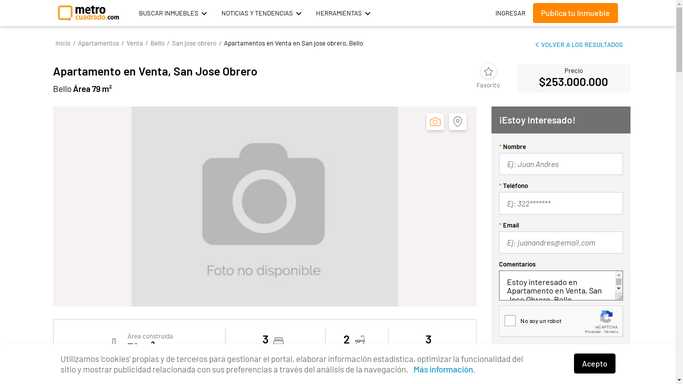 metro
cuadrado.com
BUSCAR INMUEBLES
NOTICIAS Y TENDENCIAS
HERRAMIENTAS
INGRESAR
Publica tu Inmueble
Inicio / Apartamentos / Venta / Bello / San jose obrero / Apartamentos en Venta en San jose obrero, Bello
VOLVER A LOS RESULTADOS
Apartamento en Venta, San Jose Obrero
Bello Área 79 m²
Favorito
Precio
$253.000.000
Foto no disponible
¡Estoy interesado!
* Nombre
Ej: Juan Andres
* Teléfono
Ej: 322*******
* Email
Ej: juanandres@email.com
Comentarios
Estoy interesado en
Apartamento en Venta, San
Jose Obrero, Bello
No soy un robot
reCAPTCHA
Privacidad - Términos
Área construida
3
2
3
Utilizamos 'cookies' propias y de terceros para gestionar el portal, elaborar información estadística, optimizar la funcionalidad del
sitio y mostrar publicidad relacionada con sus preferencias a través del análisis de la navegación. Más información.
Acepto